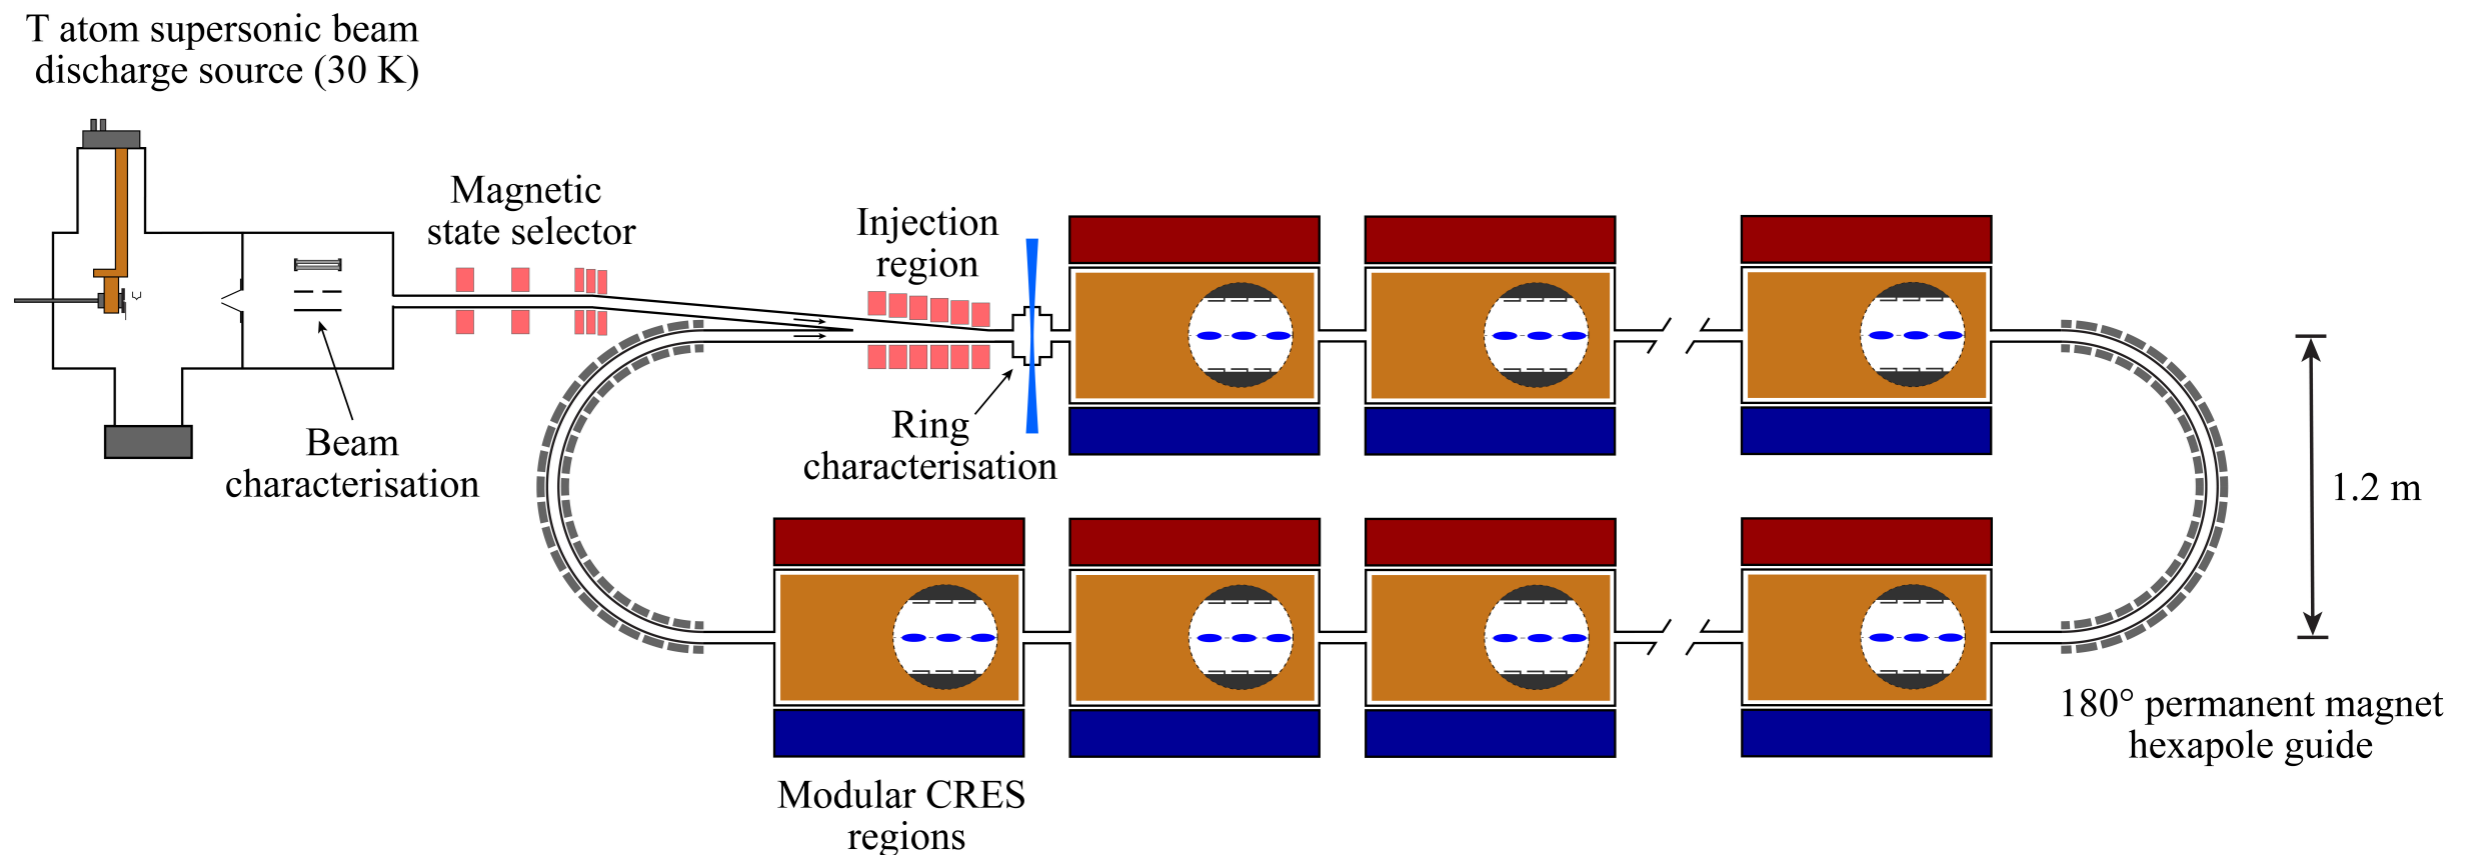 T atom supersonic beam
discharge source (30 K)
Magnetic
state selector
Injection
region
Beam
characterisation
Ring
characterisation
1.2 m
180° permanent magnet
hexapole guide
Modular CRES
regions